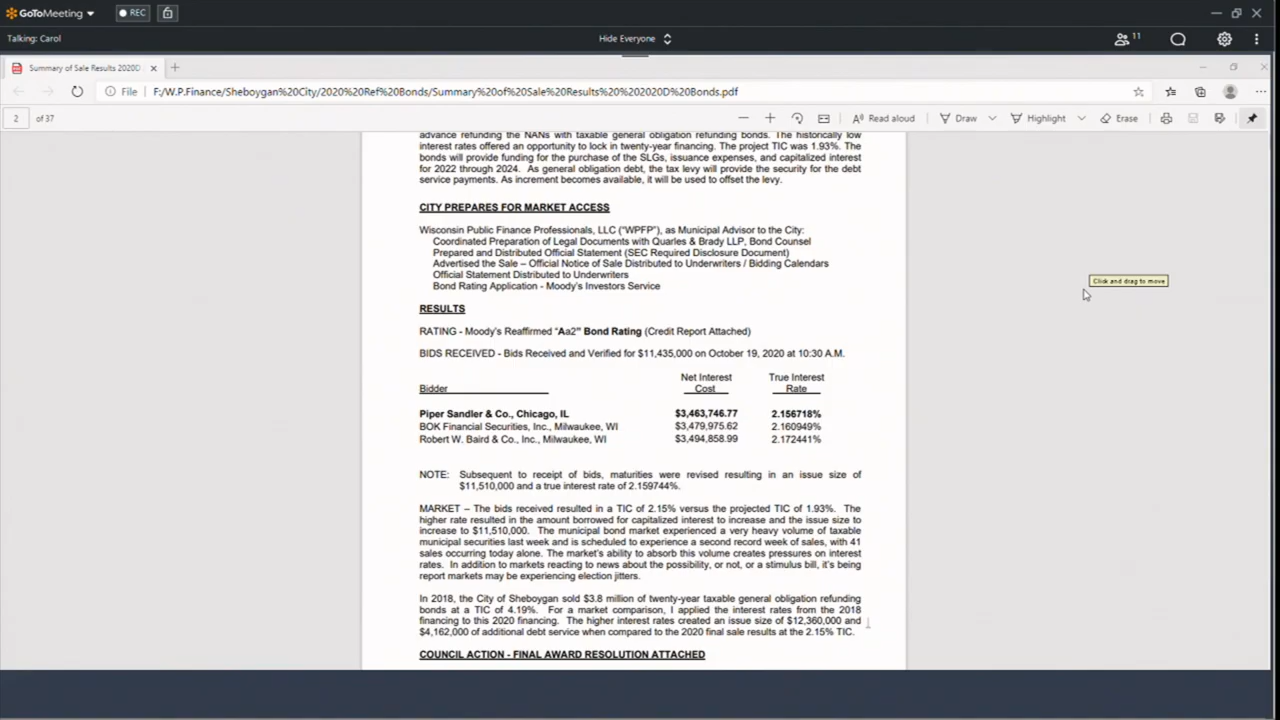 GoToMeeting
REC
Talking: Carol
Hide Everyone
11
Summary of Sale Results 2020D
File
F:/W.P.Finance/Sheboygan%20City/2020%20Ref%20Bonds/Summary%20of%20Sale%20Results%20%202020D%20Bonds.pdf
2 of 37
Read aloud
Draw
Highlight
Erase
advance refunding the NANs with taxable general obligation refunding bonds. The historically low
interest rates offered an opportunity to lock in twenty-year financing. The project TIC was 1.93%. The
bonds will provide funding for the purchase of the SLGs, issuance expenses, and capitalized interest
for 2022 through 2024. As general obligation debt, the tax levy will provide the security for the debt
service payments. As increment becomes available, it will be used to offset the levy.
CITY PREPARES FOR MARKET ACCESS
Wisconsin Public Finance Professionals, LLC ("WPFP"), as Municipal Advisor to the City:
Coordinated Preparation of Legal Documents with Quarles & Brady LLP, Bond Counsel
Prepared and Distributed Official Statement (SEC Required Disclosure Document)
Advertised the Sale – Official Notice of Sale Distributed to Underwriters / Bidding Calendars
Official Statement Distributed to Underwriters
Bond Rating Application - Moody's Investors Service
Click and drag to move
RESULTS
RATING - Moody's Reaffirmed "Aa2" Bond Rating (Credit Report Attached)
BIDS RECEIVED - Bids Received and Verified for $11,435,000 on October 19, 2020 at 10:30 A.M.
Net Interest True Interest
Bidder Cost Rate
Piper Sandler & Co., Chicago, IL $3,463,746.77 2.156718%
BOK Financial Securities, Inc., Milwaukee, WI $3,479,975.62 2.160949%
Robert W. Baird & Co., Inc., Milwaukee, WI $3,494,858.99 2.172441%
NOTE: Subsequent to receipt of bids, maturities were revised resulting in an issue size of
$11,510,000 and a true interest rate of 2.159744%.
MARKET – The bids received resulted in a TIC of 2.15% versus the projected TIC of 1.93%. The
higher rate resulted in the amount borrowed for capitalized interest to increase and the issue size to
increase to $11,510,000. The municipal bond market experienced a very heavy volume of taxable
municipal securities last week and is scheduled to experience a second record week of sales, with 41
sales occurring today alone. The market's ability to absorb this volume creates pressures on interest
rates. In addition to markets reacting to news about the possibility, or not, or a stimulus bill, it's being
report markets may be experiencing election jitters.
In 2018, the City of Sheboygan sold $3.8 million of twenty-year taxable general obligation refunding
bonds at a TIC of 4.19%. For a market comparison, I applied the interest rates from the 2018
financing to this 2020 financing. The higher interest rates created an issue size of $12,360,000 and
$4,162,000 of additional debt service when compared to the 2020 final sale results at the 2.15% TIC.
COUNCIL ACTION - FINAL AWARD RESOLUTION ATTACHED